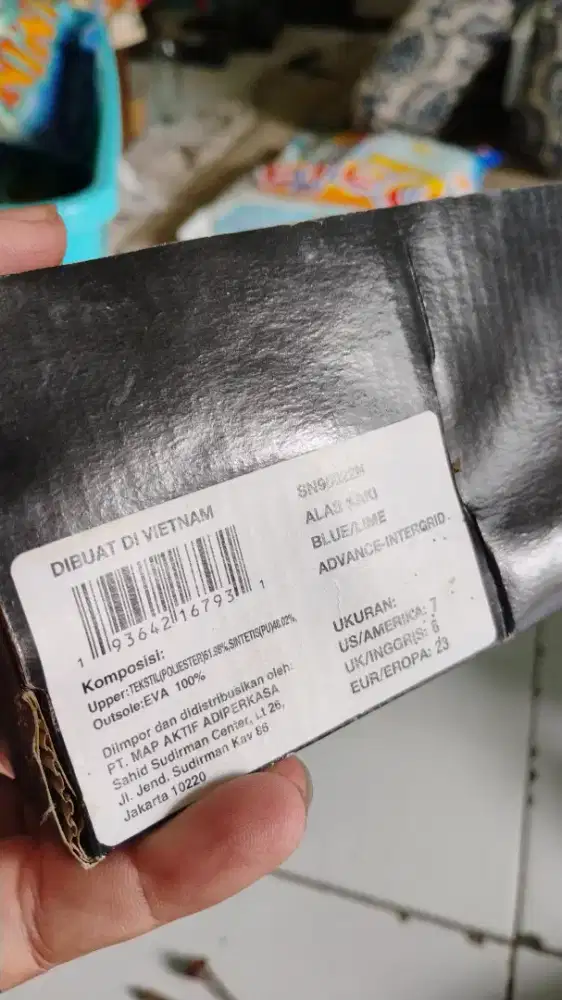 DIBUAT DI VIETNAM
1 93642 16793 1
Komposisi:
Upper:TEKSTIL(POLIESTER)51.98%,SINTETIS(PU)48.02%,
Outsole:EVA 100%
Diimpor dan didistribusikan oleh:
PT. MAP AKTIF ADIPERKASA
Sahid Sudirman Center, Lt 26,
Jl. Jend. Sudirman Kav 86
Jakarta 10220
ALAS KAKI
BLUE/LIME
ADVANCE-INTERGRID.
UKURAN:
US/AMERIKA: 7
UK/INGGRIS: 6
EUR/EROPA: 23